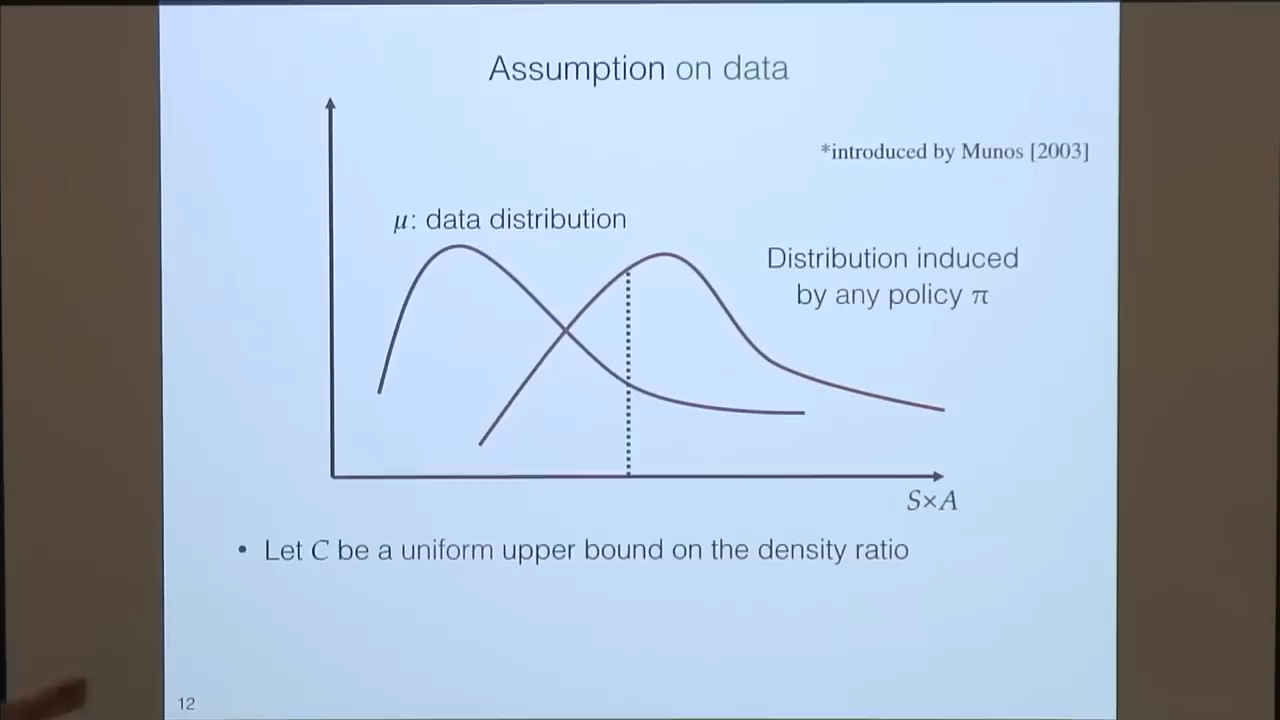 Assumption on data
*introduced by Munos [2003]
μ: data distribution
Distribution induced
by any policy π
S×A
• Let C be a uniform upper bound on the density ratio
12